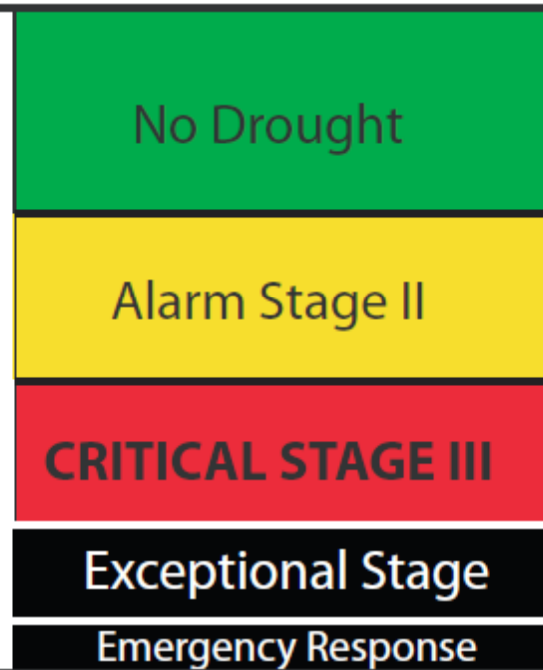 No Drought
Alarm Stage II
CRITICAL STAGE III
Exceptional Stage
Emergency Response